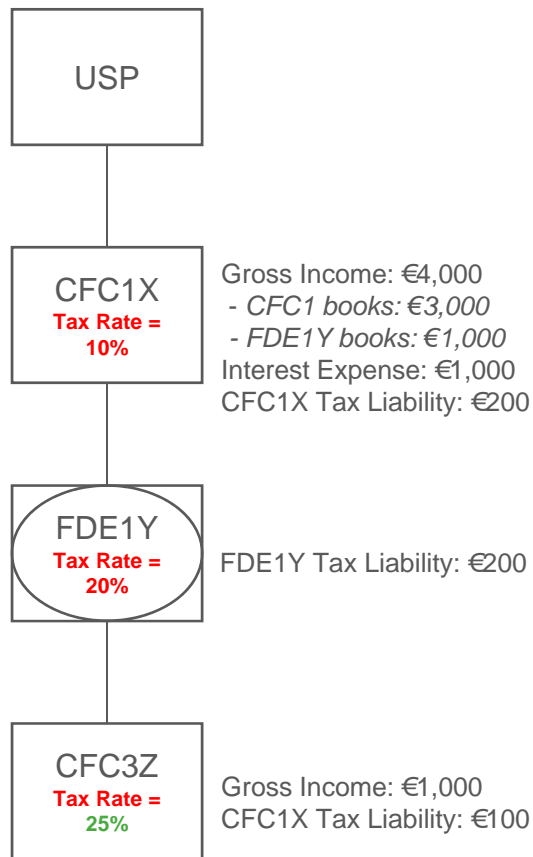 USP
CFC1X
Tax Rate =
10%
Gross Income: €4,000
- CFC1 books: €3,000
- FDE1Y books: €1,000
Interest Expense: €1,000
CFC1X Tax Liability: €200
FDE1Y
Tax Rate =
20%
FDE1Y Tax Liability: €200
CFC3Z
Tax Rate =
25%
Gross Income: €1,000
CFC1X Tax Liability: €100